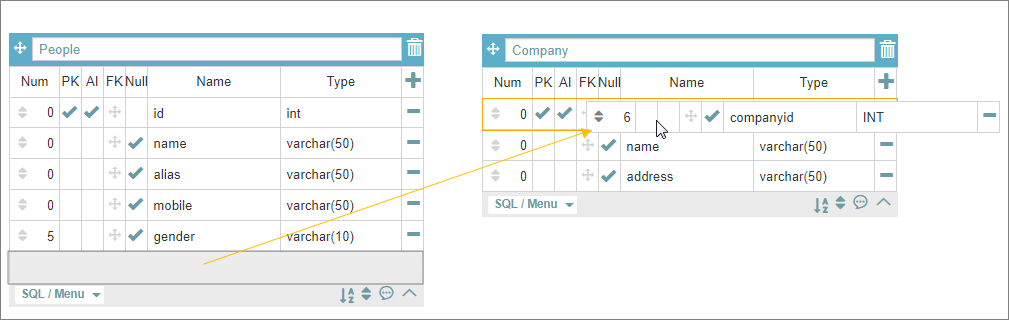 People
Num PK AI FK Null Name Type
0 id int
0 name varchar(50)
0 alias varchar(50)
0 mobile varchar(50)
5 gender varchar(10)
SQL / Menu
Company
Num PK AI FK Null Name Type
0
6 companyid INT
0 name varchar(50)
0 address varchar(50)
SQL / Menu